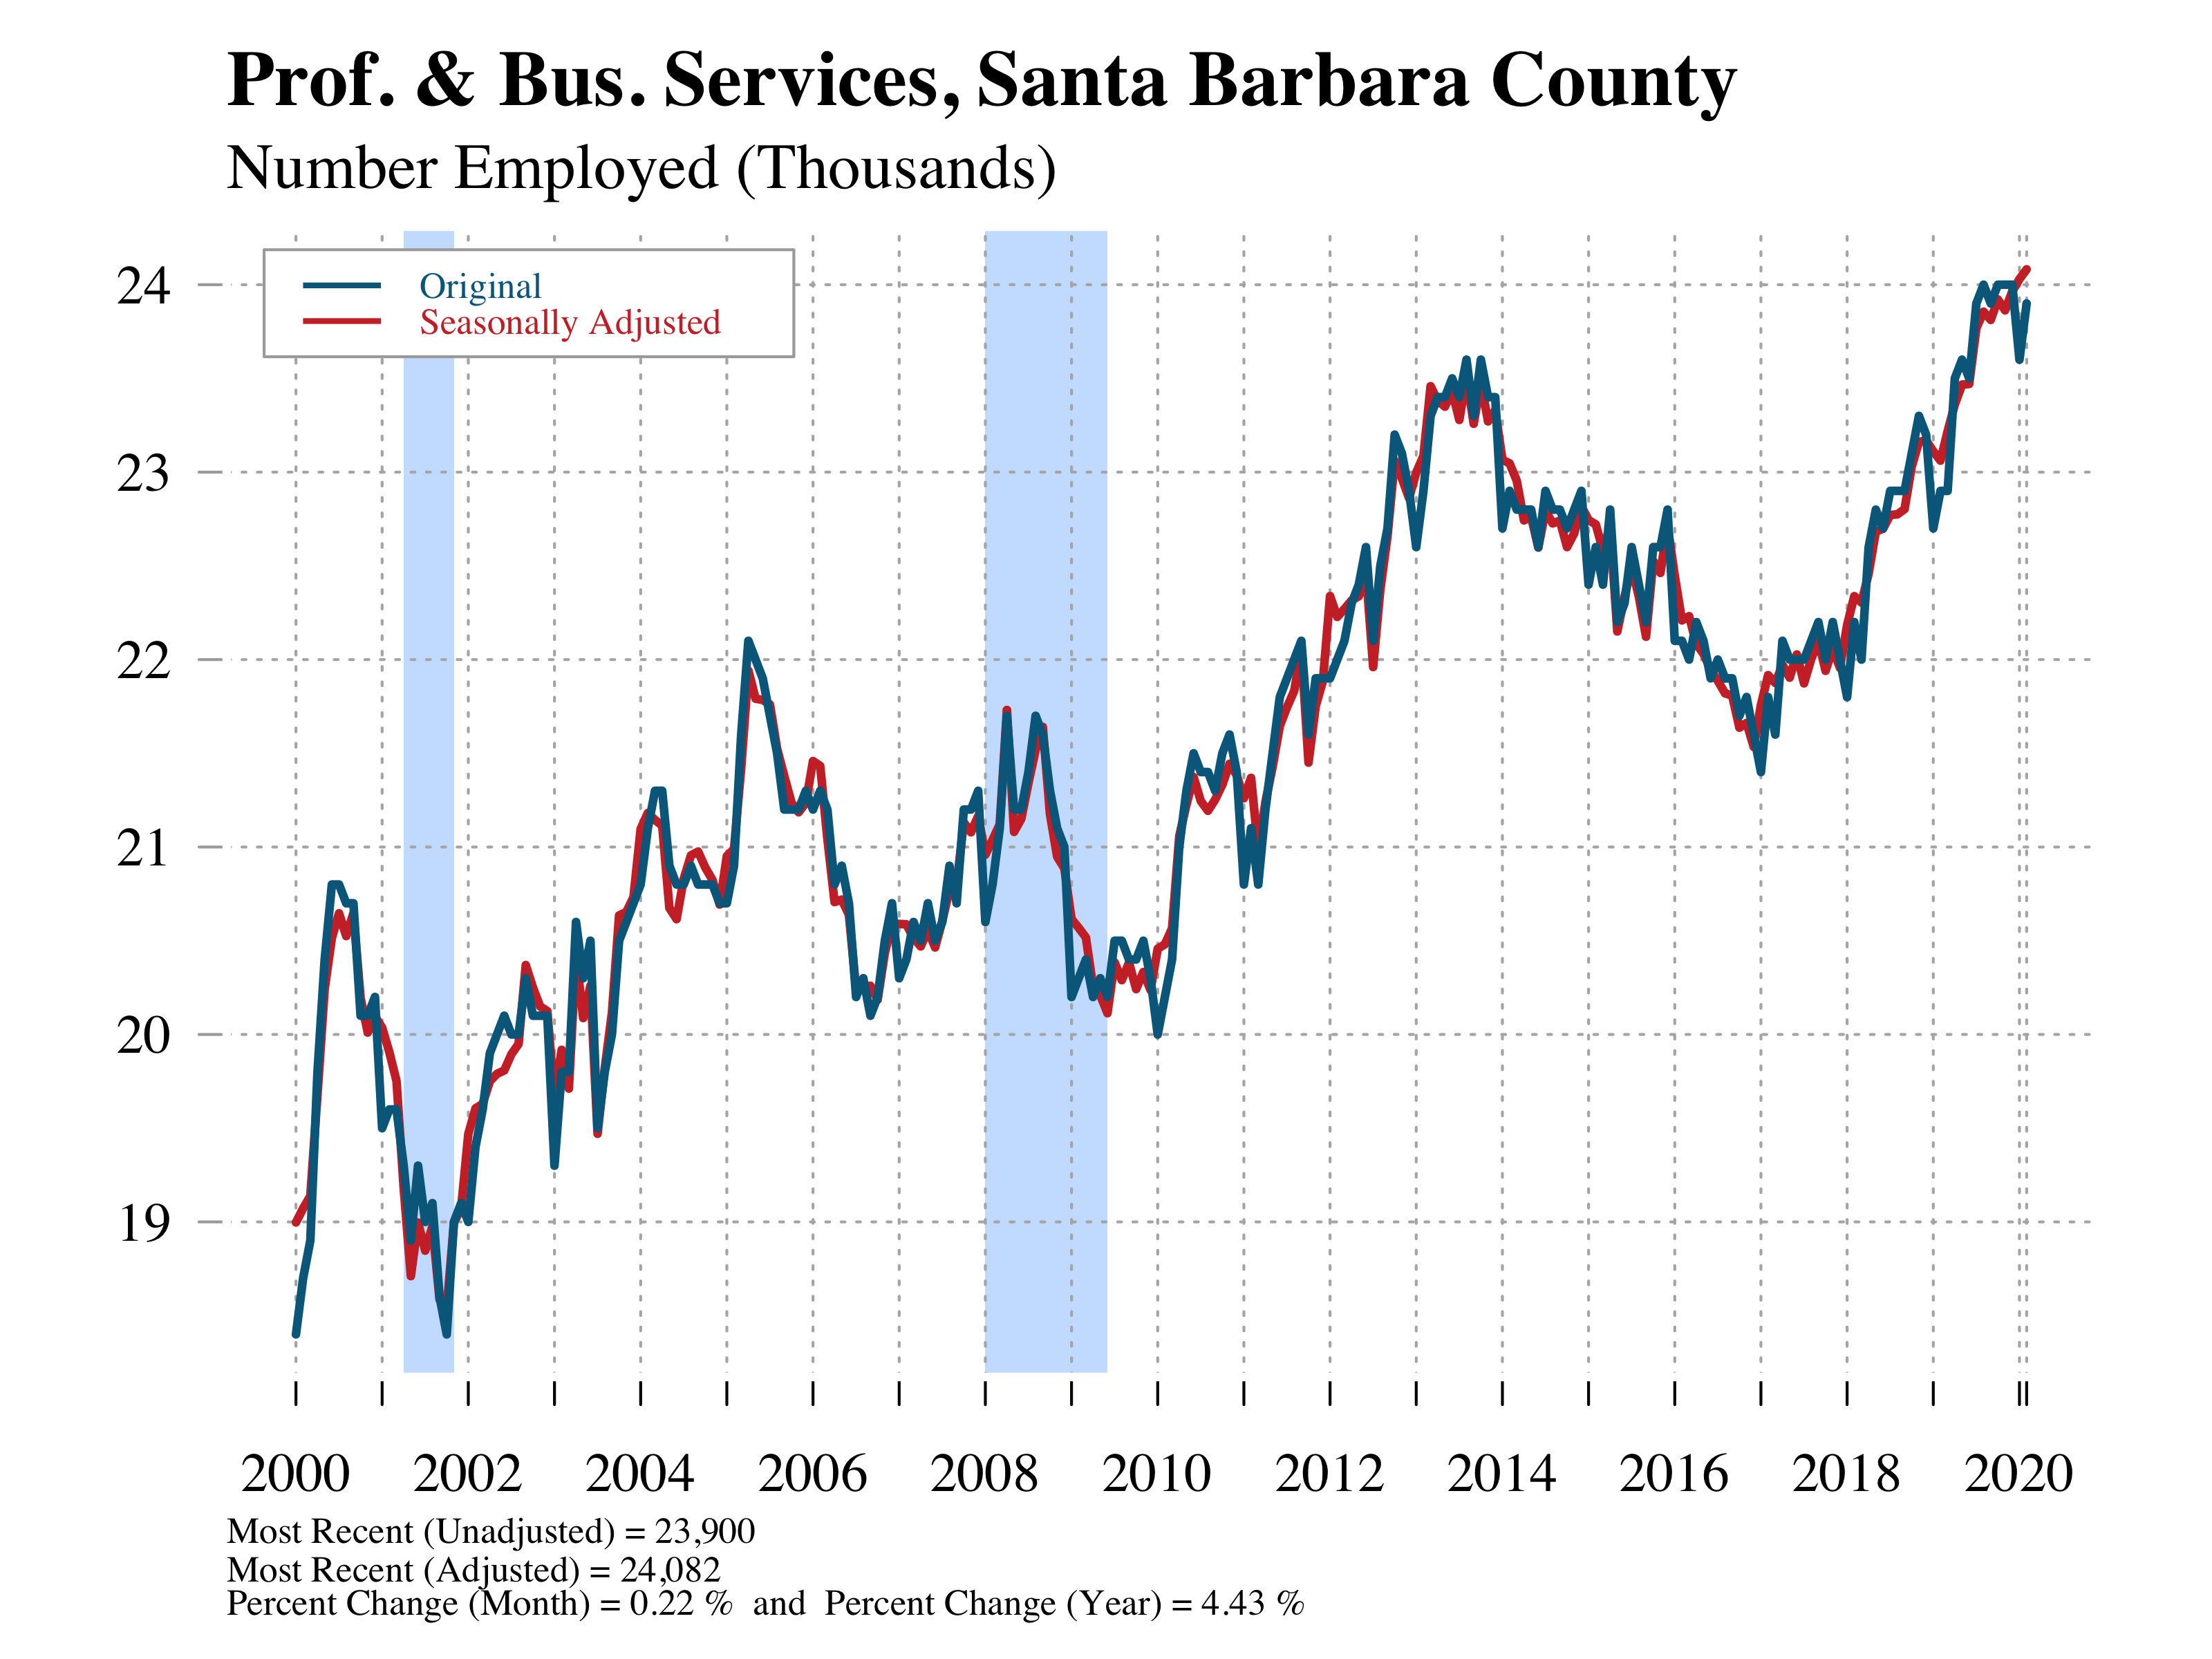 Prof. & Bus. Services, Santa Barbara County
Number Employed (Thousands)
Original
Seasonally Adjusted
24
23
22
21
20
19
2000 2002 2004 2006 2008 2010 2012 2014 2016 2018 2020
Most Recent (Unadjusted) = 23,900
Most Recent (Adjusted) = 24,082
Percent Change (Month) = 0.22 % and Percent Change (Year) = 4.43 %